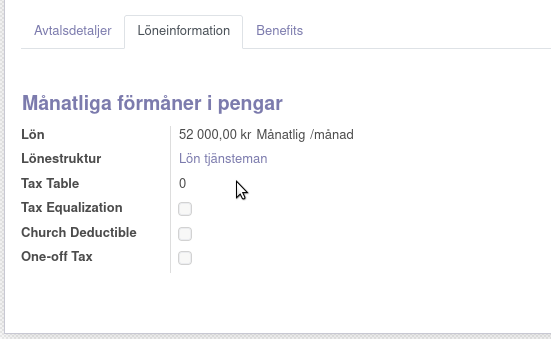 Avtalsdetaljer Löneinformation Benefits
Månatliga förmåner i pengar
Lön 52 000,00 kr Månatlig /månad
Lönestruktur Lön tjänsteman
Tax Table 0
Tax Equalization
Church Deductible
One-off Tax